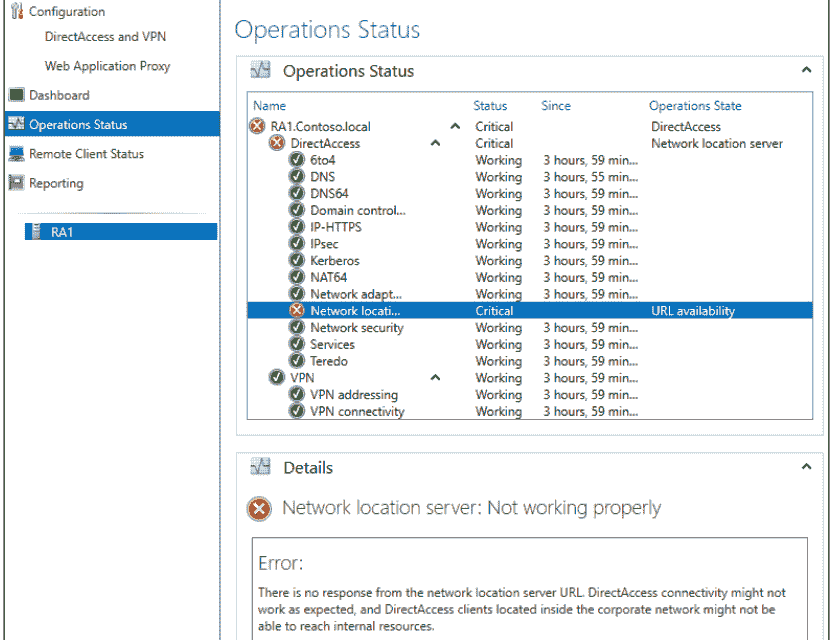 Configuration
DirectAccess and VPN
Web Application Proxy
Dashboard
Operations Status
Remote Client Status
Reporting
RA1
Operations Status
Operations Status
Name Status Since Operations State
RA1.Contoso.local Critical DirectAccess
DirectAccess Critical Network location server
6to4 Working 3 hours, 59 min...
DNS Working 3 hours, 55 min...
DNS64 Working 3 hours, 59 min...
Domain control... Working 3 hours, 59 min...
IP-HTTPS Working 3 hours, 59 min...
IPsec Working 3 hours, 59 min...
Kerberos Working 3 hours, 59 min...
NAT64 Working 3 hours, 59 min...
Network adapt... Working 3 hours, 59 min...
Network locati... Critical URL availability
Network security Working 3 hours, 59 min...
Services Working 3 hours, 59 min...
Teredo Working 3 hours, 59 min...
VPN Working 3 hours, 59 min...
VPN addressing Working 3 hours, 59 min...
VPN connectivity Working 3 hours, 59 min...
Details
Network location server: Not working properly
Error:
There is no response from the network location server URL. DirectAccess connectivity might not
work as expected, and DirectAccess clients located inside the corporate network might not be
able to reach internal resources.